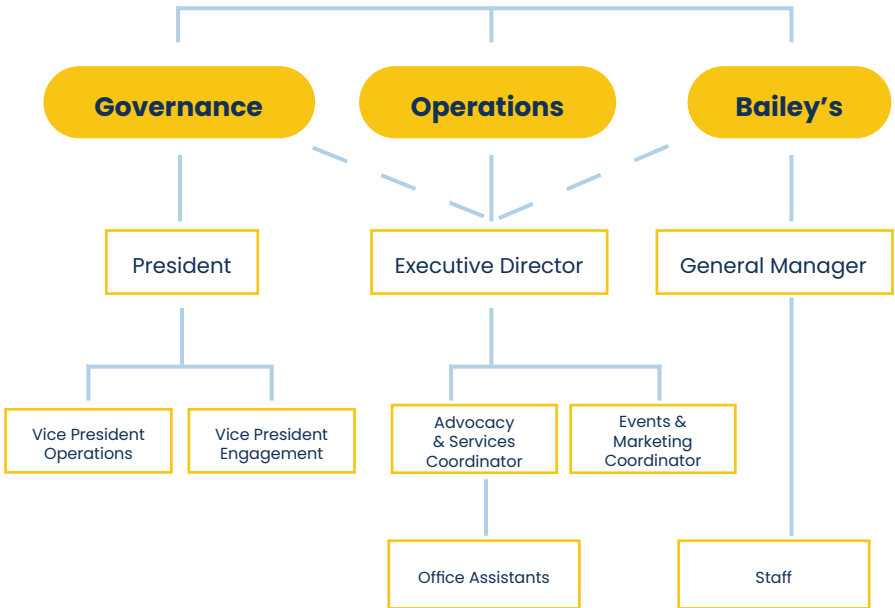 Governance
Operations
Bailey’s
President
Executive Director
General Manager
Vice President
Operations
Vice President
Engagement
Advocacy
& Services
Coordinator
Events &
Marketing
Coordinator
Office Assistants
Staff